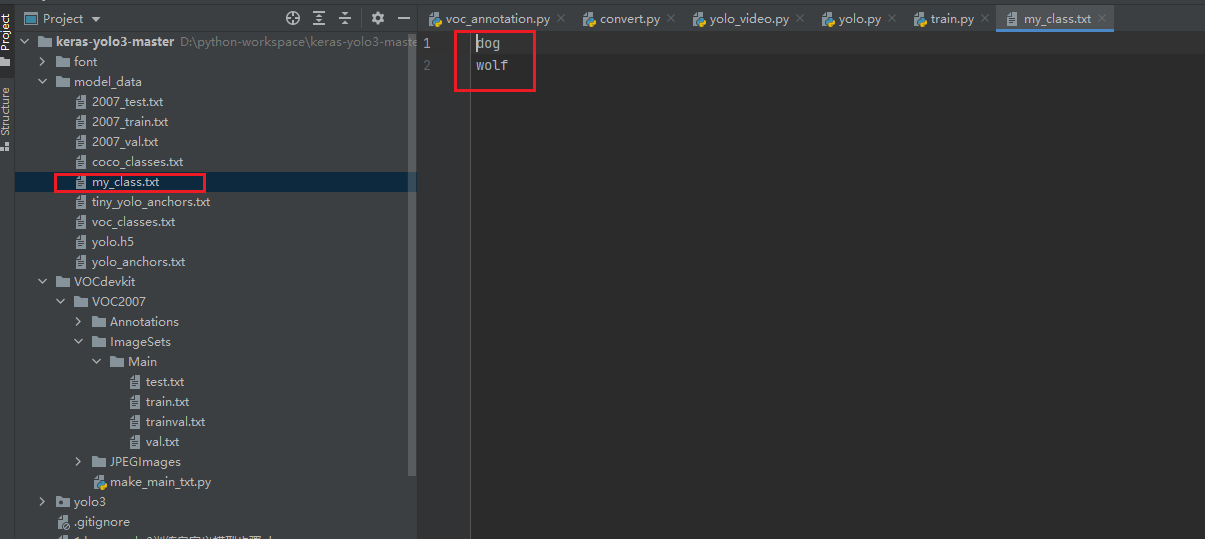 Project
voc_annotation.py
convert.py
yolo_video.py
yolo.py
train.py
my_class.txt
Project
Structure
keras-yolo3-master D:\python-workspace\keras-yolo3-maste
font
model_data
2007_test.txt
2007_train.txt
2007_val.txt
coco_classes.txt
my_class.txt
tiny_yolo_anchors.txt
voc_classes.txt
yolo.h5
yolo_anchors.txt
VOCdevkit
VOC2007
Annotations
ImageSets
Main
test.txt
train.txt
trainval.txt
val.txt
JPEGImages
make_main_txt.py
yolo3
.gitignore
1 dog
2 wolf